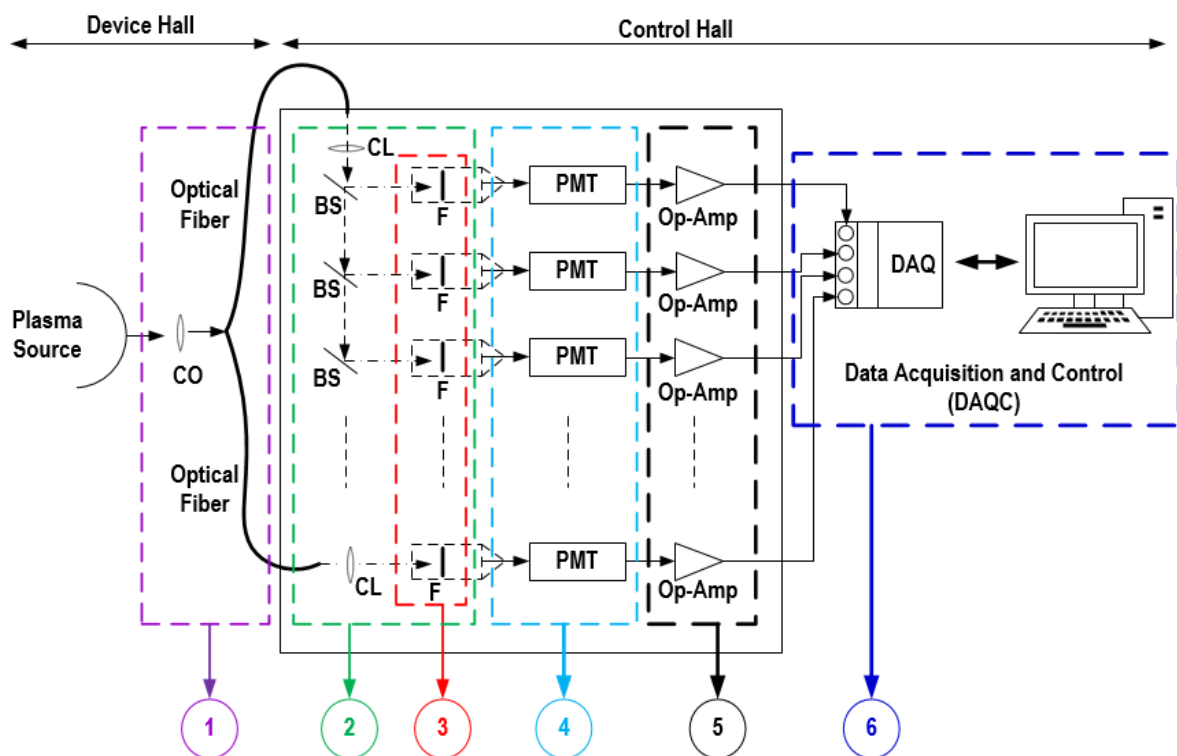 Device Hall
Control Hall
CL
Optical
Fiber
BS
F
PMT
Op-Amp
BS
F
PMT
Op-Amp
DAQ
Plasma
Source
CO
BS
F
PMT
Op-Amp
Data Acquisition and Control
(DAQC)
Optical
Fiber
CL
F
PMT
Op-Amp
1
2
3
4
5
6